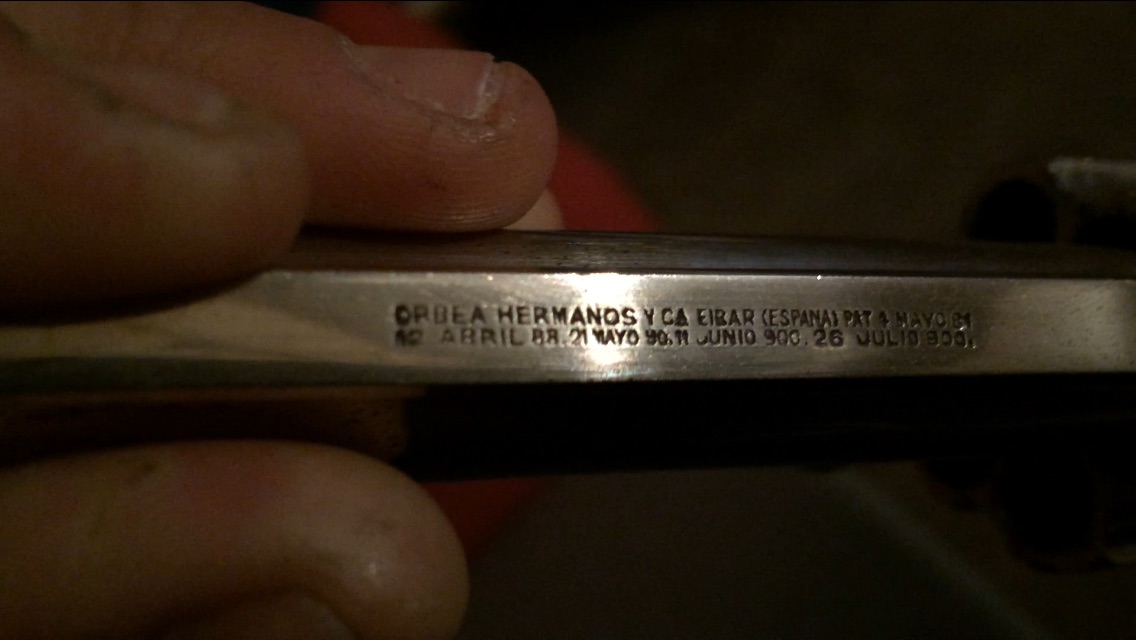 ORBEA HERMANOS Y CA EIBAR (ESPAÑA) PAT 4 MAYO 81
ABRIL 88. 21 MAYO 90. 11 JUNIO 900. 26 JULIO 900.